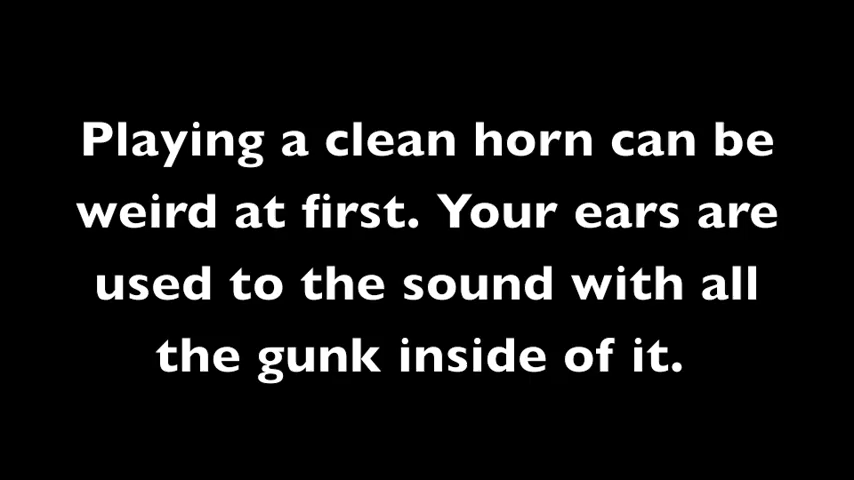 Playing a clean horn can be
weird at first. Your ears are
used to the sound with all
the gunk inside of it.